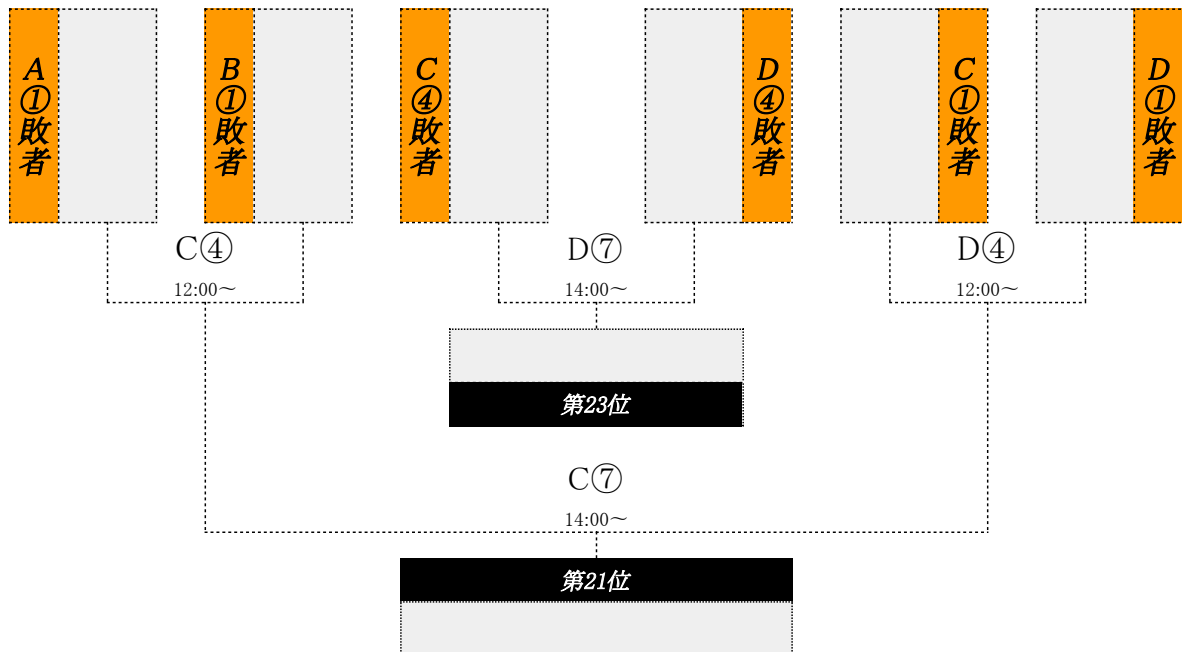 A①敗者
B①敗者
C④敗者
D④敗者
C①敗者
D①敗者
C④
12:00～
D⑦
14:00～
D④
12:00～
第23位
C⑦
14:00～
第21位